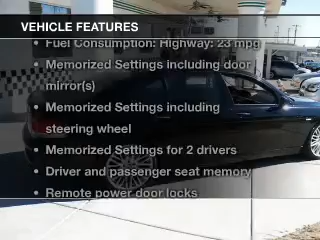 VEHICLE FEATURES
• Fuel Consumption: Highway: 23 mpg
• Memorized Settings including door
mirror(s)
• Memorized Settings including
steering wheel
• Memorized Settings for 2 drivers
• Driver and passenger seat memory
• Remote power door locks